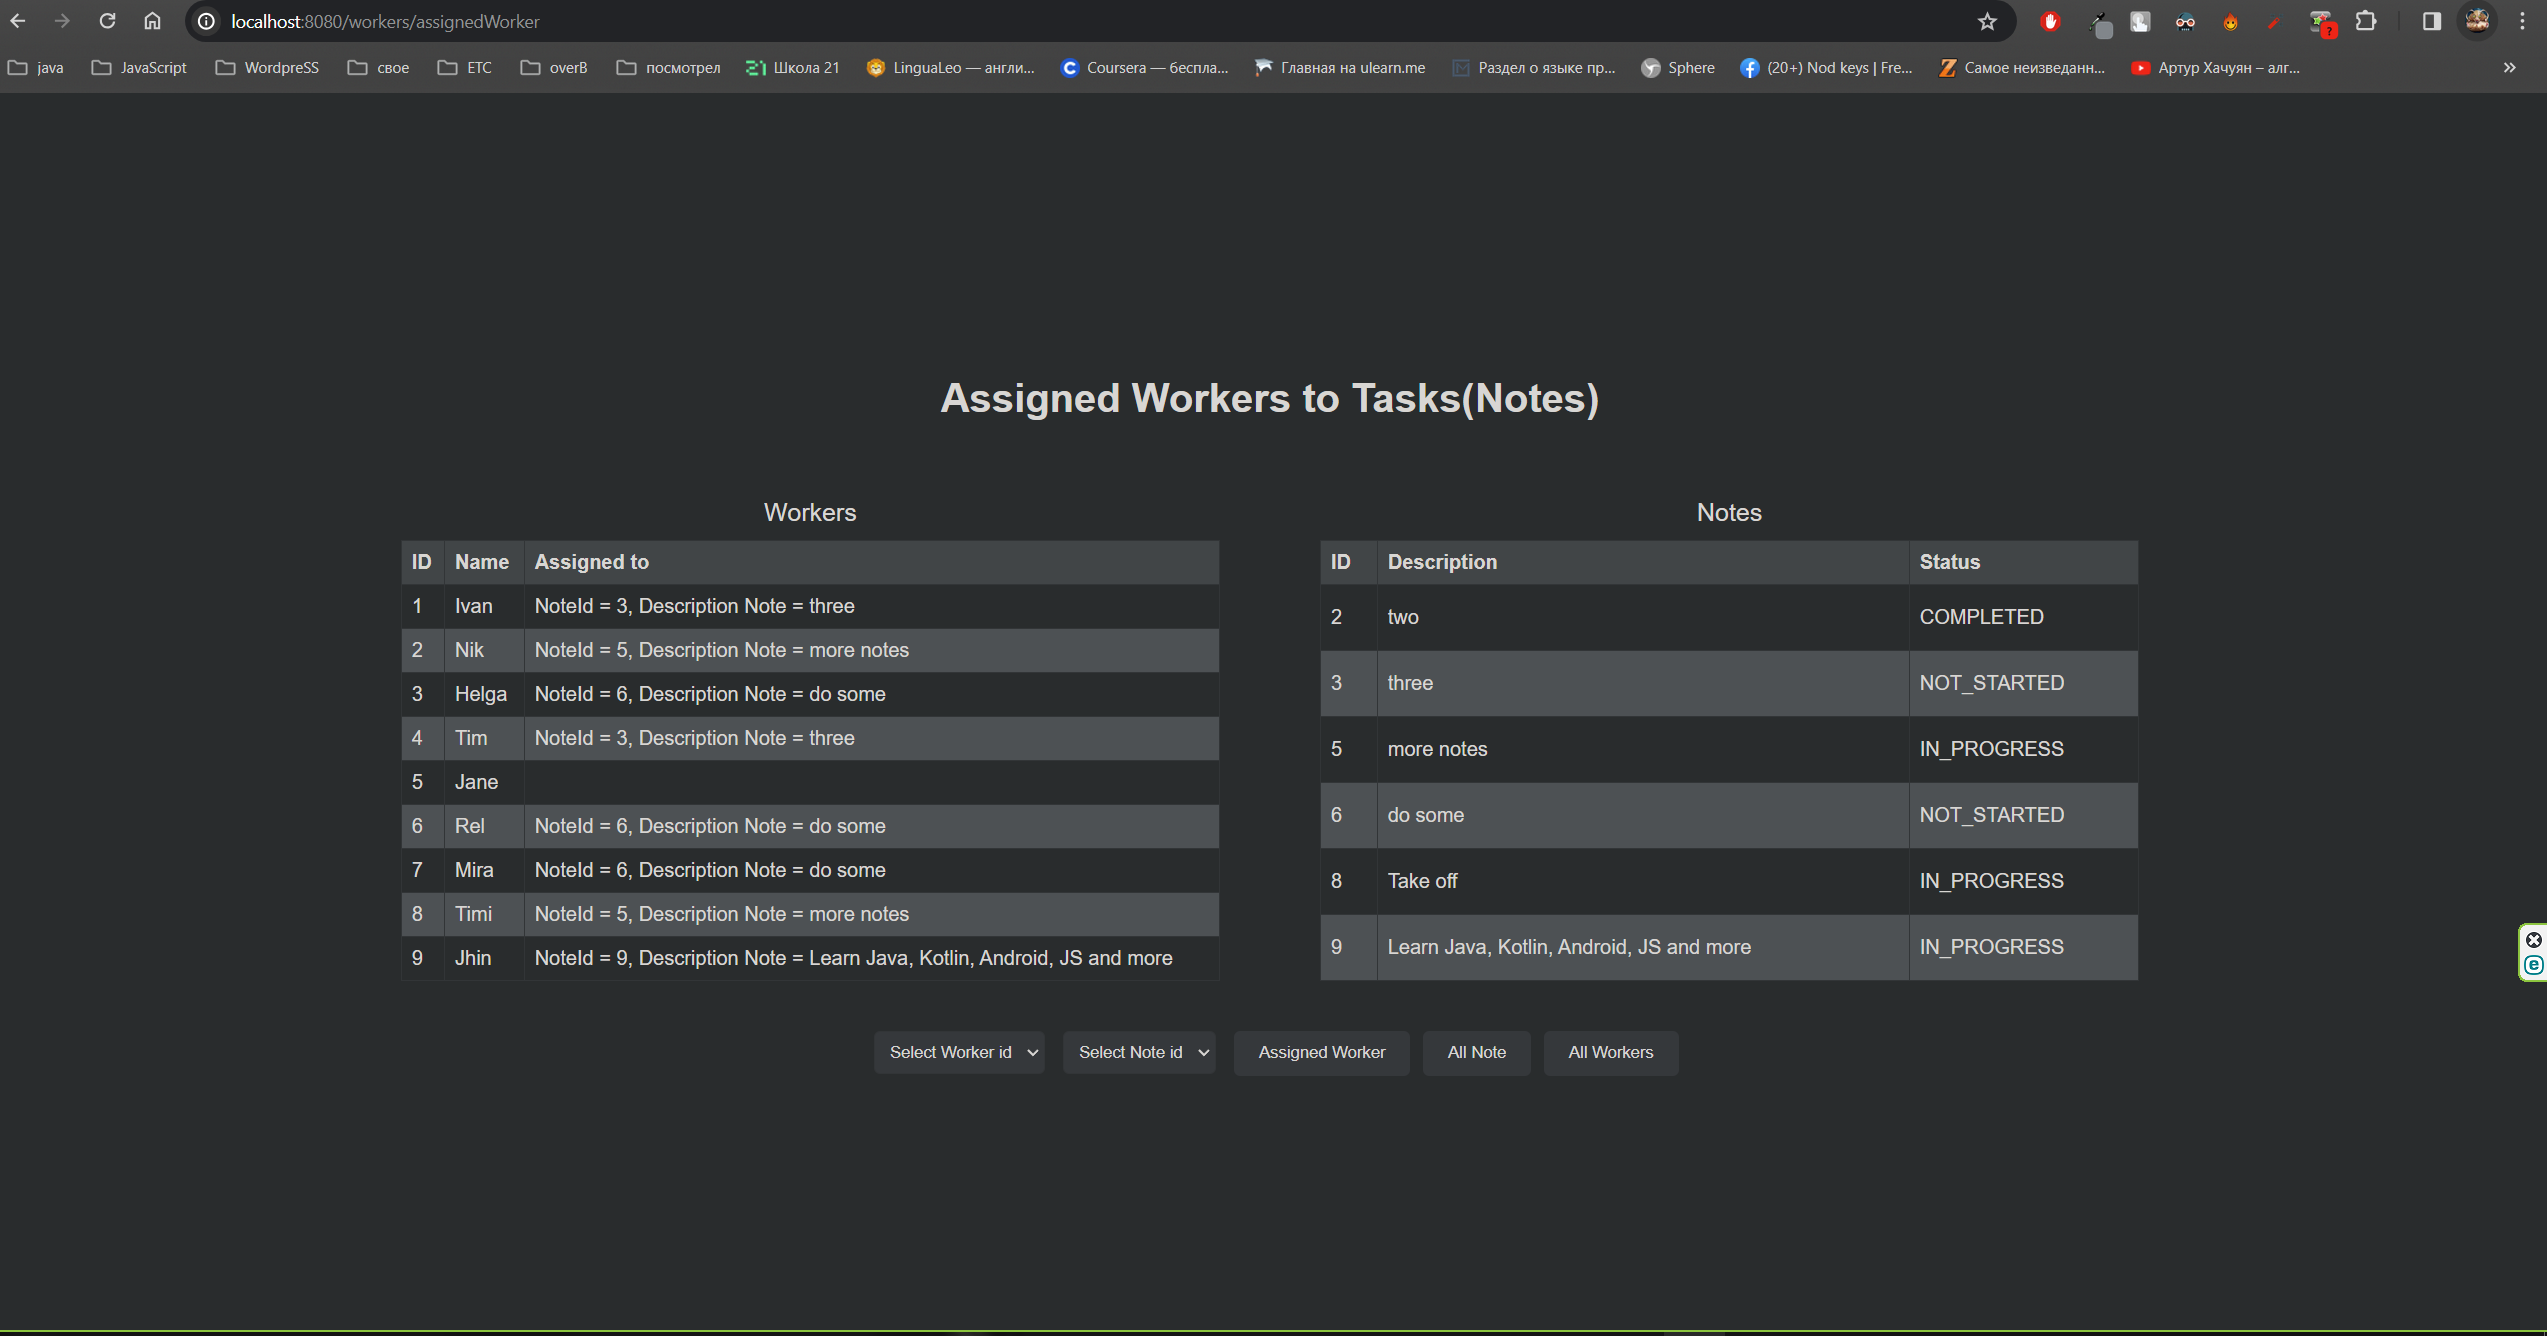 localhost:8080/workers/assignedWorker
java JavaScript WordpreSS свое ETC overB посмотрел Школа 21 LinguaLeo — англи... Coursera — беспла... Главная на ulearn.me Раздел о языке пр... Sphere (20+) Nod keys | Fre... Самое неизведанн... Артур Хачуян – алг...
Assigned Workers to Tasks(Notes)
Workers
ID Name Assigned to
1 Ivan NoteId = 3, Description Note = three
2 Nik NoteId = 5, Description Note = more notes
3 Helga NoteId = 6, Description Note = do some
4 Tim NoteId = 3, Description Note = three
5 Jane
6 Rel NoteId = 6, Description Note = do some
7 Mira NoteId = 6, Description Note = do some
8 Timi NoteId = 5, Description Note = more notes
9 Jhin NoteId = 9, Description Note = Learn Java, Kotlin, Android, JS and more
Notes
ID Description Status
2 two COMPLETED
3 three NOT_STARTED
5 more notes IN_PROGRESS
6 do some NOT_STARTED
8 Take off IN_PROGRESS
9 Learn Java, Kotlin, Android, JS and more IN_PROGRESS
Select Worker id Select Note id Assigned Worker All Note All Workers